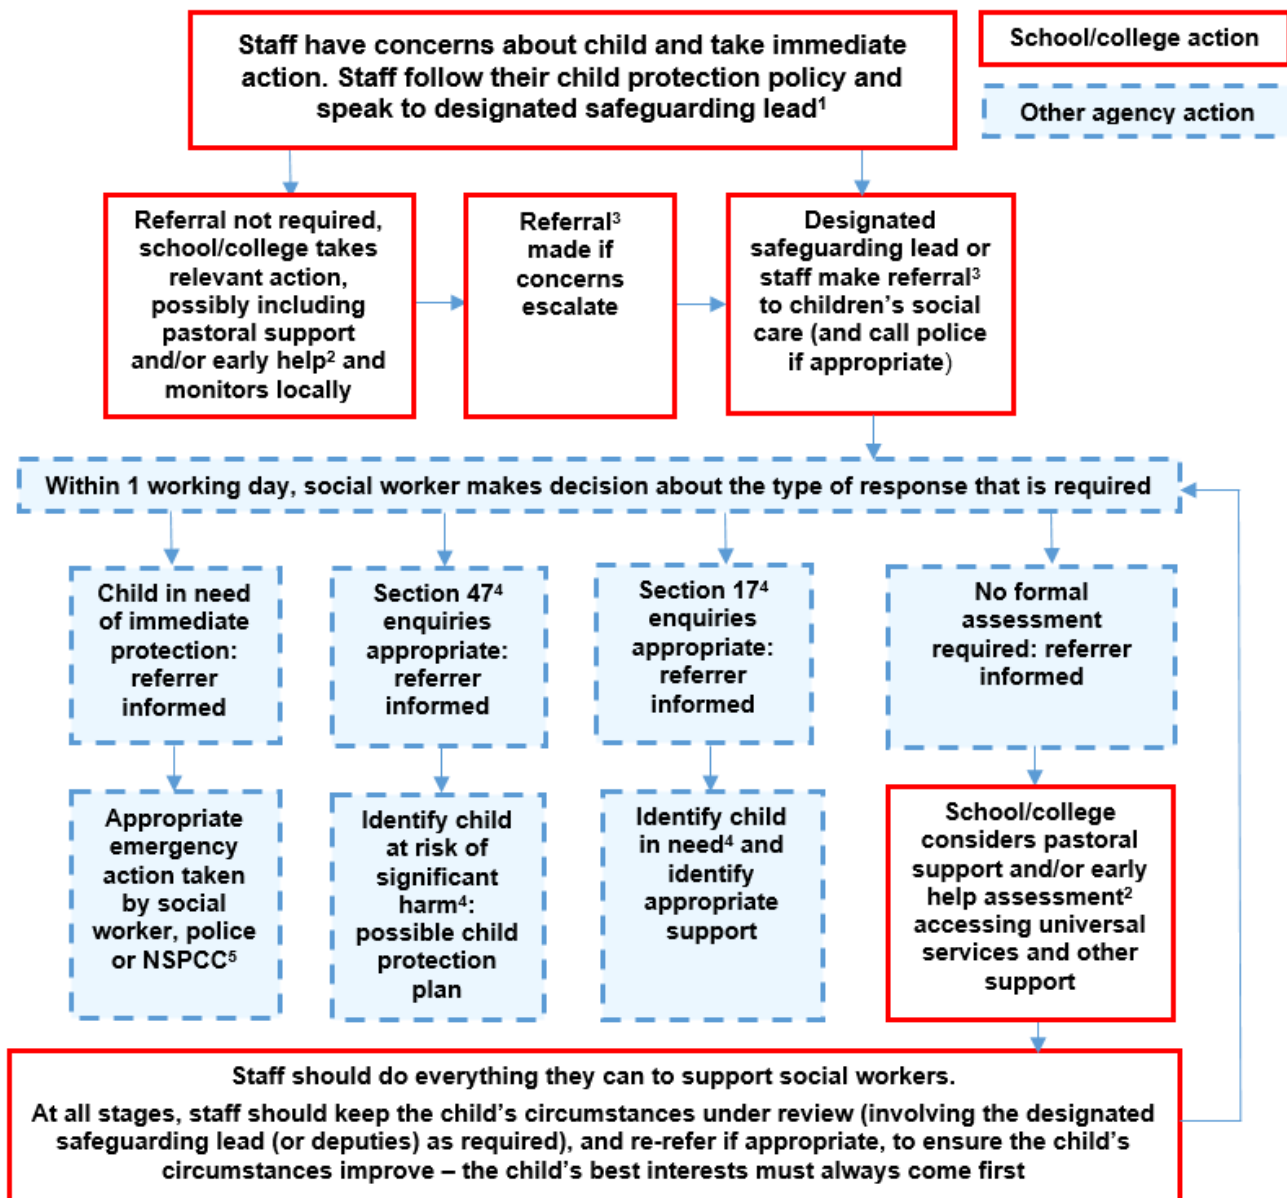 Staff have concerns about child and take immediate
action. Staff follow their child protection policy and
speak to designated safeguarding lead¹
School/college action
Other agency action
Referral not required,
school/college takes
relevant action,
possibly including
pastoral support
and/or early help² and
monitors locally
Referral³
made if
concerns
escalate
Designated
safeguarding lead or
staff make referral³
to children’s social
care (and call police
if appropriate)
Within 1 working day, social worker makes decision about the type of response that is required
Child in need
of immediate
protection:
referrer
informed
Section 47⁴
enquiries
appropriate:
referrer
informed
Section 17⁴
enquiries
appropriate:
referrer
informed
No formal
assessment
required: referrer
informed
Appropriate
emergency
action taken
by social
worker, police
or NSPCC⁵
Identify child
at risk of
significant
harm⁴:
possible child
protection
plan
Identify child
in need⁴ and
identify
appropriate
support
School/college
considers pastoral
support and/or early
help assessment²
accessing universal
services and other
support
Staff should do everything they can to support social workers.
At all stages, staff should keep the child’s circumstances under review (involving the designated
safeguarding lead (or deputies) as required), and re-refer if appropriate, to ensure the child’s
circumstances improve – the child’s best interests must always come first